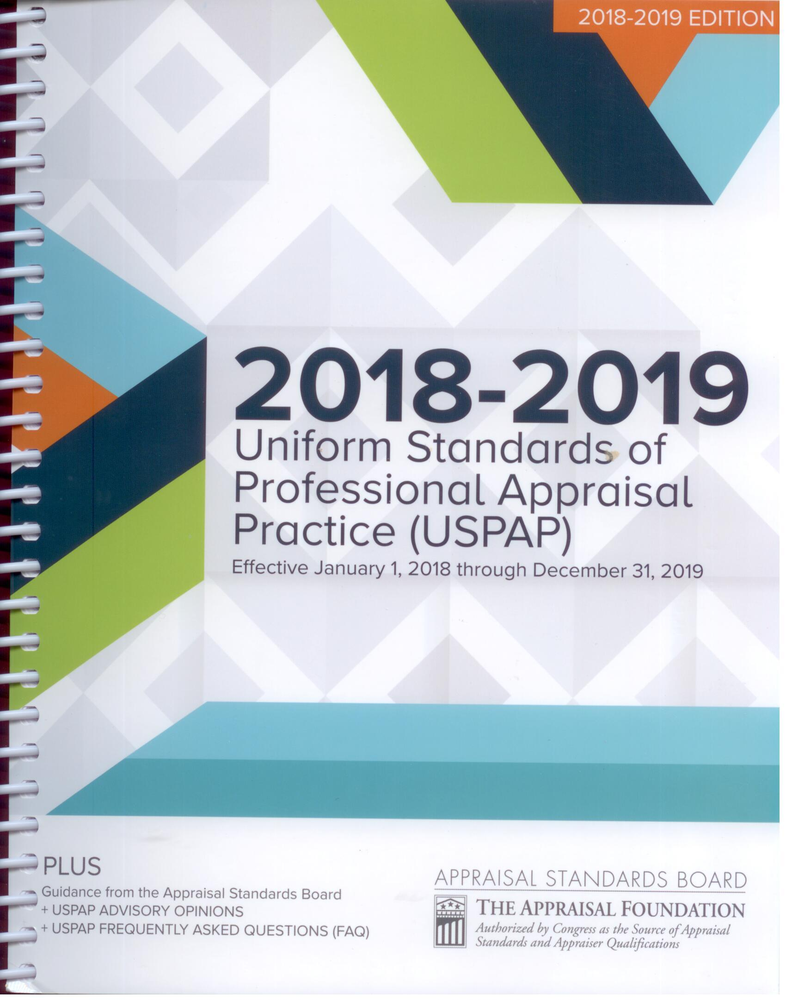 2018-2019 EDITION
2018-2019
Uniform Standards of
Professional Appraisal
Practice (USPAP)
Effective January 1, 2018 through December 31, 2019
PLUS
Guidance from the Appraisal Standards Board
+ USPAP ADVISORY OPINIONS
+ USPAP FREQUENTLY ASKED QUESTIONS (FAQ)
APPRAISAL STANDARDS BOARD
THE APPRAISAL FOUNDATION
Authorized by Congress as the Source of Appraisal
Standards and Appraiser Qualifications